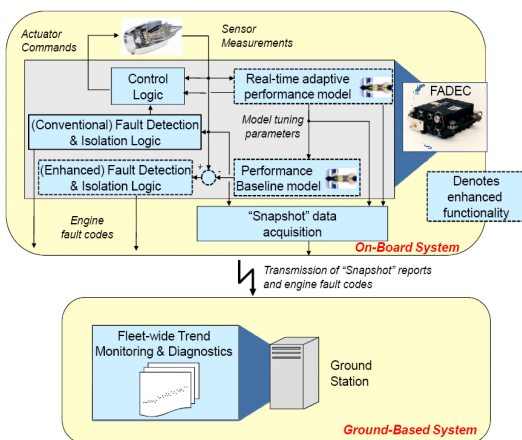 Actuator
Commands
Sensor
Measurements
Control
Logic
Real-time adaptive
performance model
FADEC
Model tuning
parameters
(Conventional) Fault Detection
& Isolation Logic
(Enhanced) Fault Detection
& Isolation Logic
+
-
Performance
Baseline model
Denotes
enhanced
functionality
Engine
fault codes
“Snapshot” data
acquisition
On-Board System
Transmission of “Snapshot” reports
and engine fault codes
Fleet-wide Trend
Monitoring & Diagnostics
Ground
Station
Ground-Based System